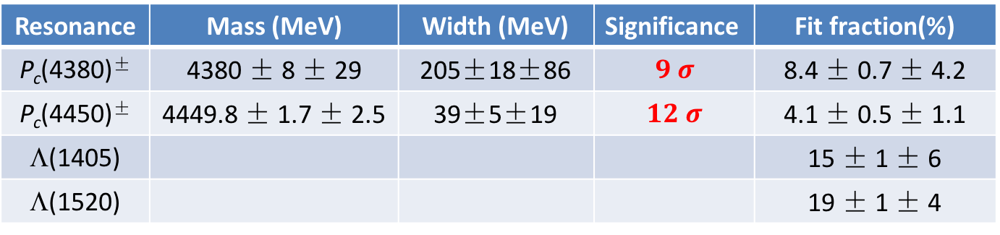 Resonance Mass (MeV) Width (MeV) Significance Fit fraction(%)
Pc(4380)± 4380 ± 8 ± 29 205±18±86 9 σ 8.4 ± 0.7 ± 4.2
Pc(4450)± 4449.8 ± 1.7 ± 2.5 39±5±19 12 σ 4.1 ± 0.5 ± 1.1
Λ(1405) 15 ± 1 ± 6
Λ(1520) 19 ± 1 ± 4